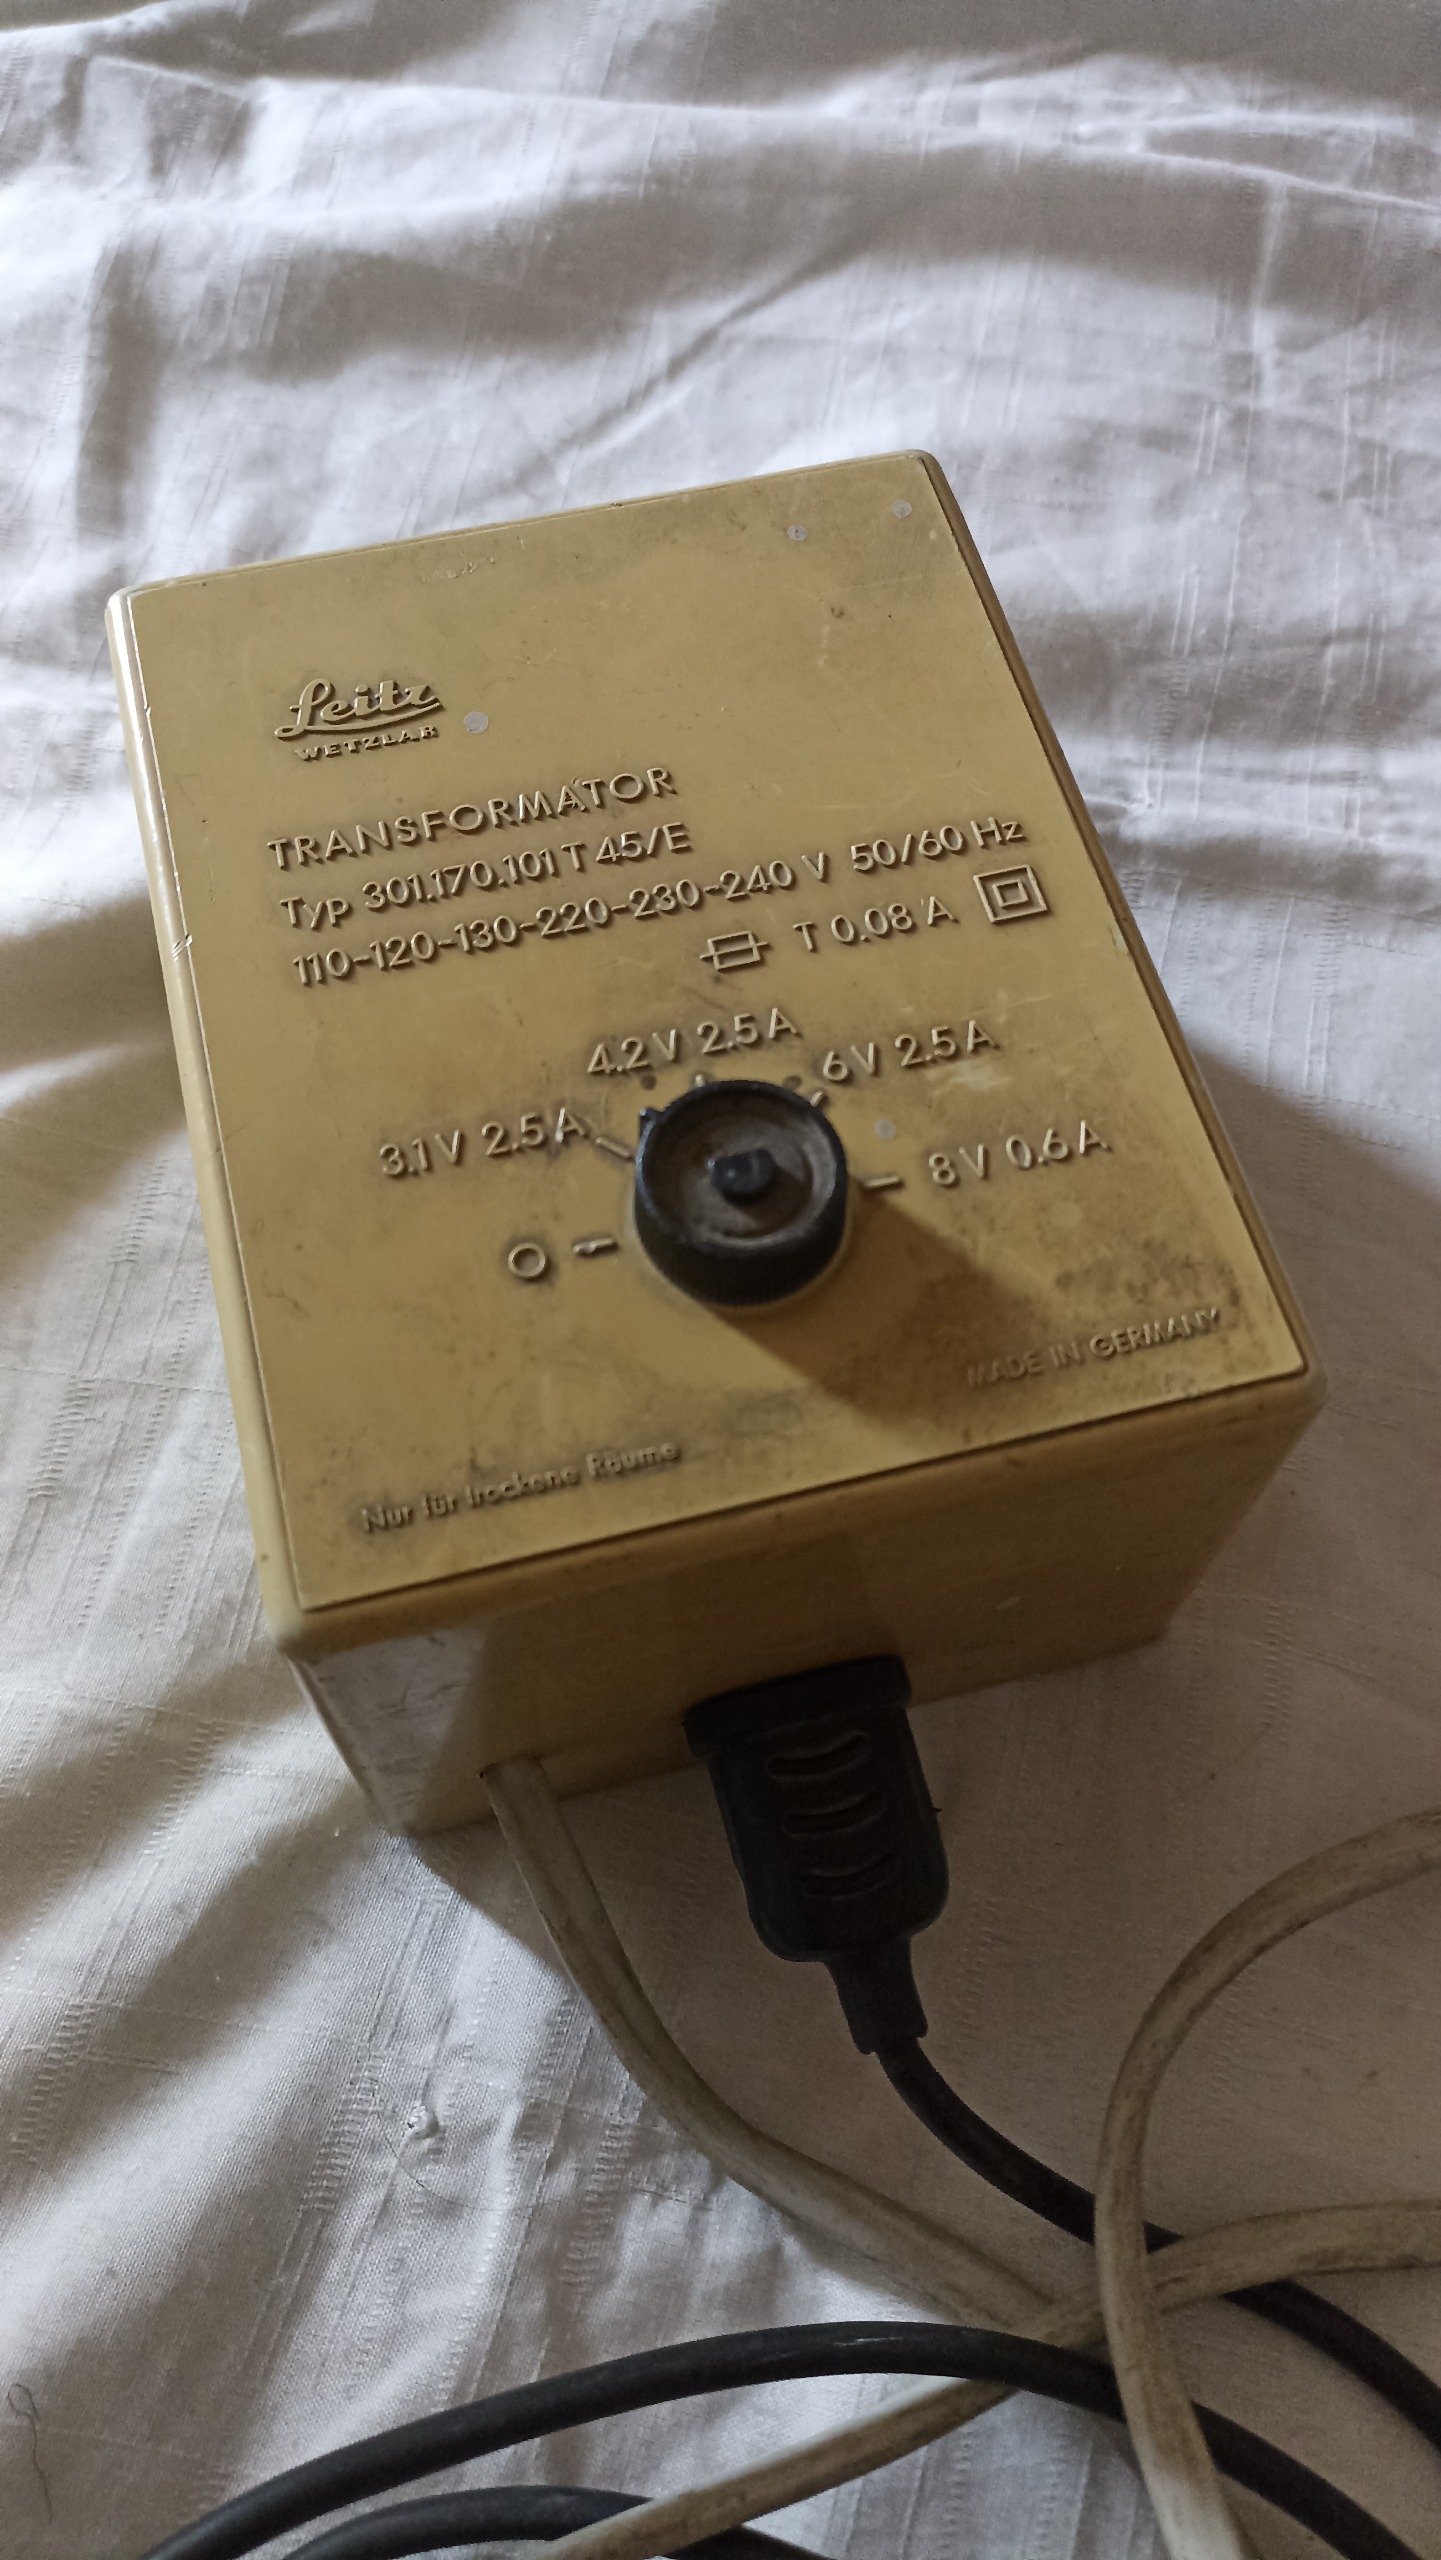 Leitz
WETZLAR
TRANSFORMATOR
Typ 301.170.101 T 45/E
110-120-130-220-230-240 V 50/60 Hz
T 0.08 A
4.2 V 2.5 A
6 V 2.5 A
3.1 V 2.5 A
8 V 0.6 A
O
MADE IN GERMANY
Nur für trockene Räume